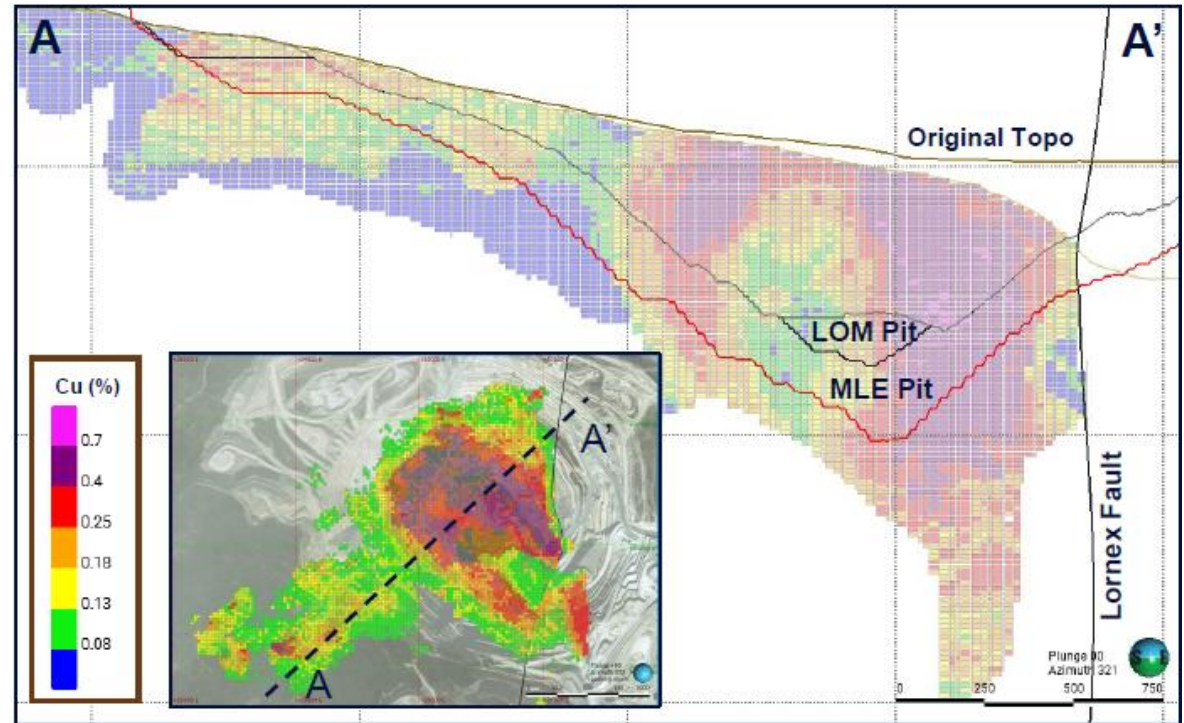 A
A'
Original Topo
LOM Pit
MLE Pit
Lornex Fault
Cu (%)
0.7
0.4
0.25
0.18
0.13
0.08
A'
A
Plunge 00
Azimuth 321
0
250
500
750